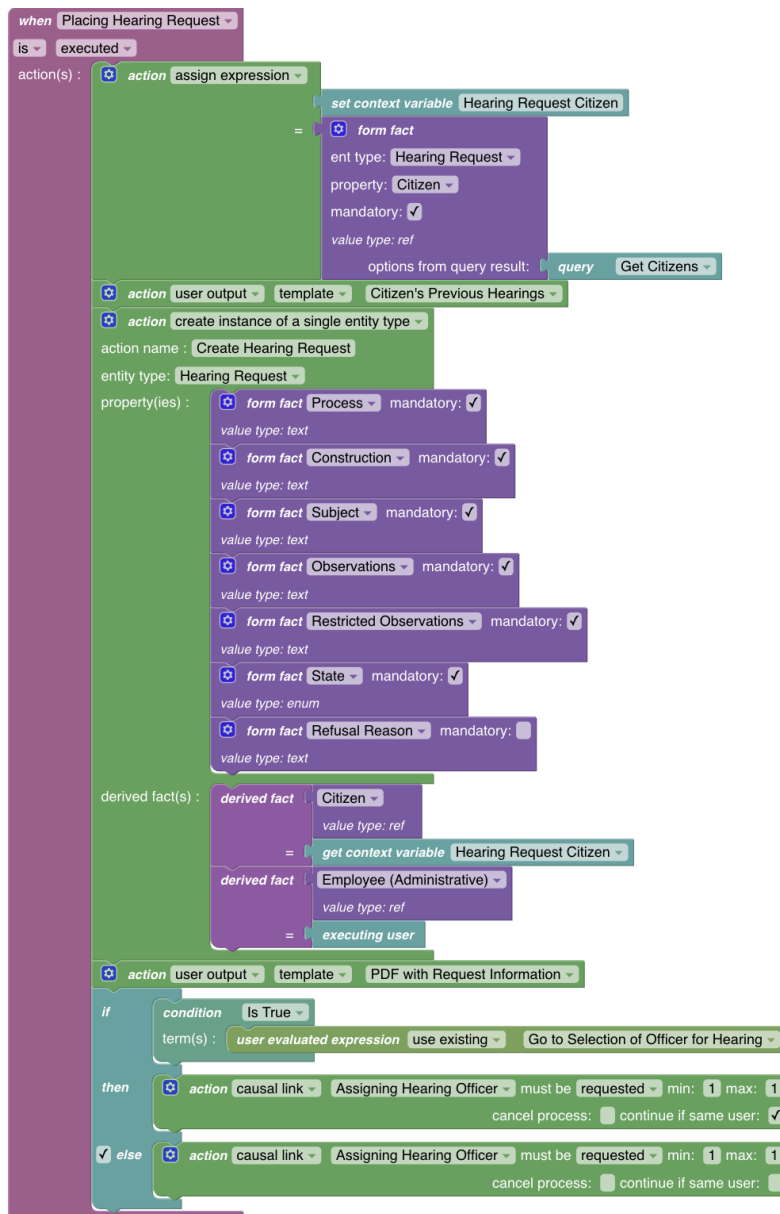 when Placing Hearing Request
is executed
action(s) :
action assign expression
set context variable Hearing Request Citizen
=
form fact
ent type: Hearing Request
property: Citizen
mandatory: ✓
value type: ref
options from query result: query Get Citizens
action user output template Citizen's Previous Hearings
action create instance of a single entity type
action name : Create Hearing Request
entity type: Hearing Request
property(ies) :
form fact Process mandatory: ✓
value type: text
form fact Construction mandatory: ✓
value type: text
form fact Subject mandatory: ✓
value type: text
form fact Observations mandatory: ✓
value type: text
form fact Restricted Observations mandatory: ✓
value type: text
form fact State mandatory: ✓
value type: enum
form fact Refusal Reason mandatory:
value type: text
derived fact(s) :
derived fact Citizen
value type: ref
= get context variable Hearing Request Citizen
derived fact Employee (Administrative)
value type: ref
= executing user
action user output template PDF with Request Information
if condition Is True
term(s) : user evaluated expression use existing Go to Selection of Officer for Hearing
then action causal link Assigning Hearing Officer must be requested min: 1 max: 1
cancel process: continue if same user: ✓
✓ else action causal link Assigning Hearing Officer must be requested min: 1 max: 1
cancel process: continue if same user: